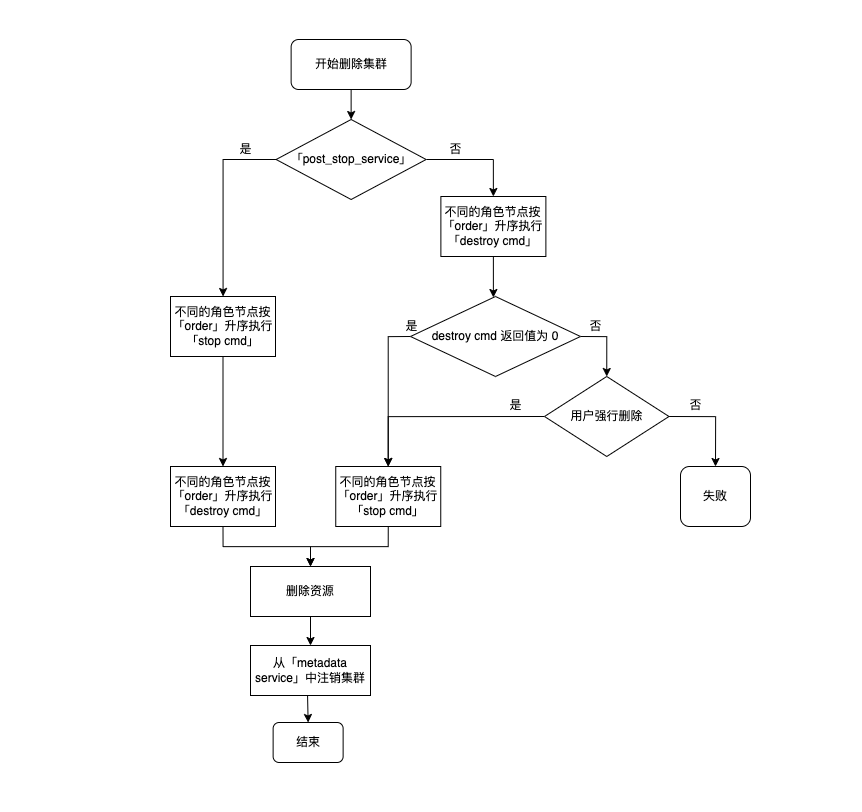 开始删除集群
是
「post_stop_service」
否
不同的角色节点按
「order」升序执行
「destroy cmd」
不同的角色节点按
「order」升序执行
「stop cmd」
是
destroy cmd 返回值为 0
否
是
用户强行删除
否
不同的角色节点按
「order」升序执行
「destroy cmd」
不同的角色节点按
「order」升序执行
「stop cmd」
失败
删除资源
从「metadata
service」中注销集群
结束